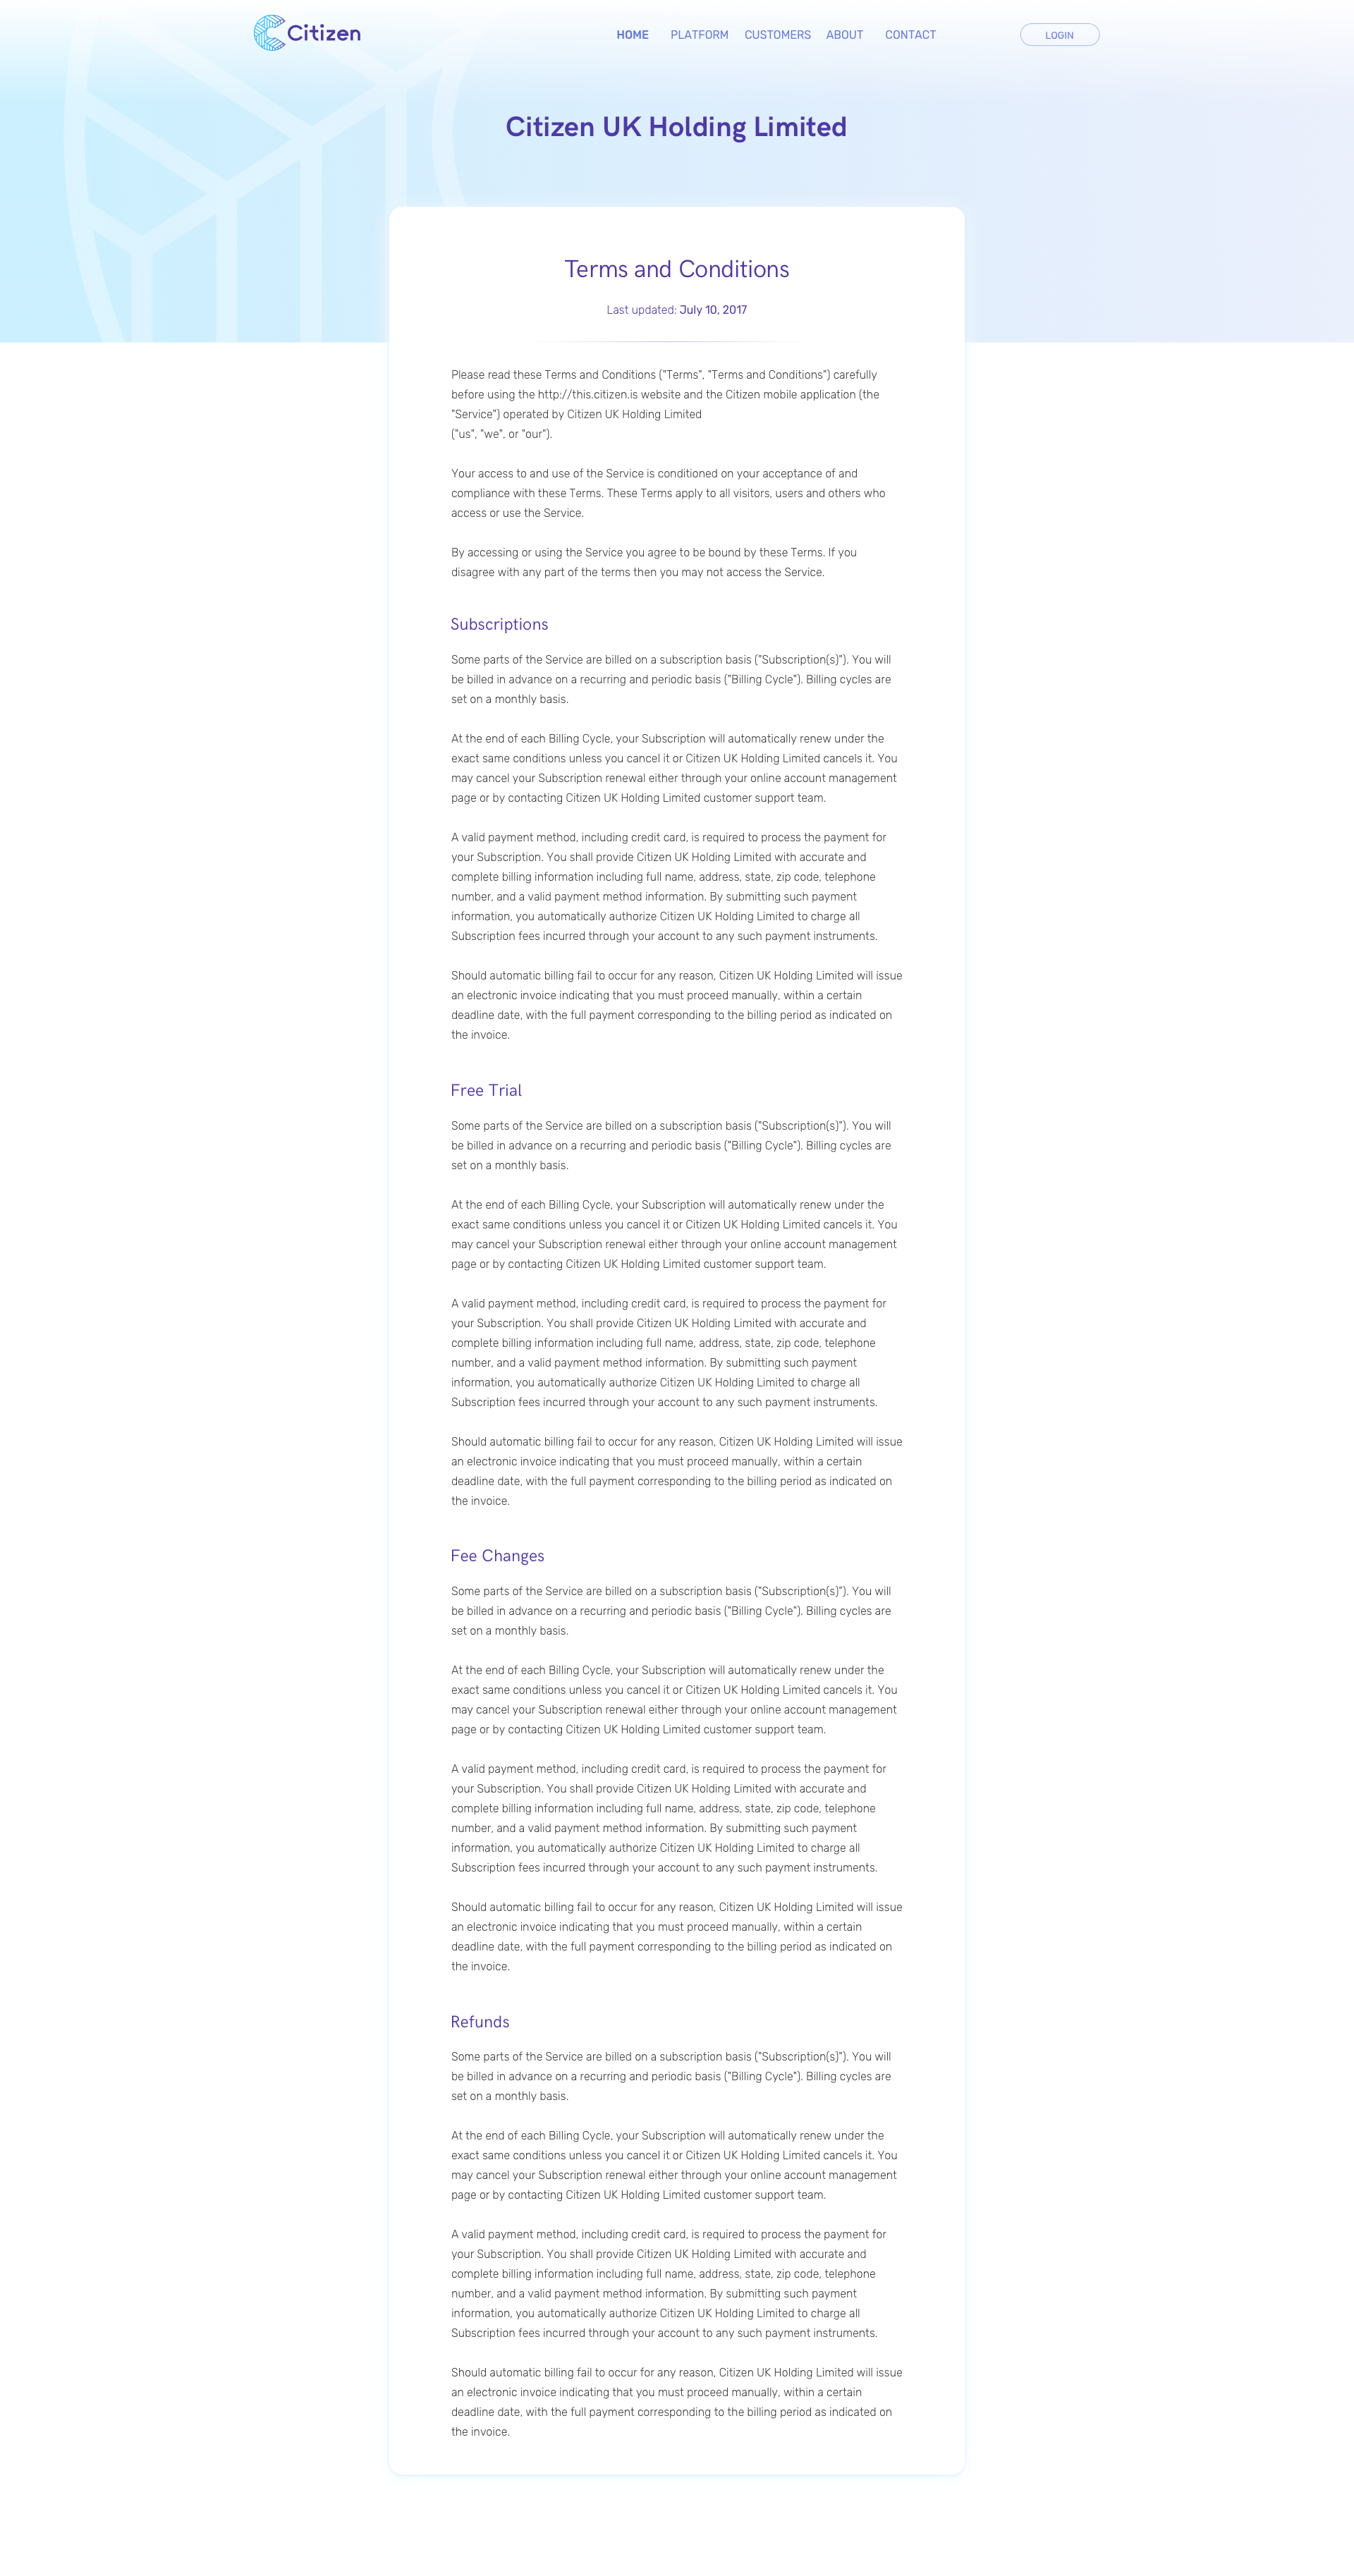 Citizen
HOME PLATFORM CUSTOMERS ABOUT CONTACT LOGIN
Citizen UK Holding Limited
Terms and Conditions
Last updated: July 10, 2017
Please read these Terms and Conditions ("Terms", "Terms and Conditions") carefully
before using the http://this.citizen.is website and the Citizen mobile application (the
"Service") operated by Citizen UK Holding Limited
("us", "we", or "our").
Your access to and use of the Service is conditioned on your acceptance of and
compliance with these Terms. These Terms apply to all visitors, users and others who
access or use the Service.
By accessing or using the Service you agree to be bound by these Terms. If you
disagree with any part of the terms then you may not access the Service.
Subscriptions
Some parts of the Service are billed on a subscription basis ("Subscription(s)"). You will
be billed in advance on a recurring and periodic basis ("Billing Cycle"). Billing cycles are
set on a monthly basis.
At the end of each Billing Cycle, your Subscription will automatically renew under the
exact same conditions unless you cancel it or Citizen UK Holding Limited cancels it. You
may cancel your Subscription renewal either through your online account management
page or by contacting Citizen UK Holding Limited customer support team.
A valid payment method, including credit card, is required to process the payment for
your Subscription. You shall provide Citizen UK Holding Limited with accurate and
complete billing information including full name, address, state, zip code, telephone
number, and a valid payment method information. By submitting such payment
information, you automatically authorize Citizen UK Holding Limited to charge all
Subscription fees incurred through your account to any such payment instruments.
Should automatic billing fail to occur for any reason, Citizen UK Holding Limited will issue
an electronic invoice indicating that you must proceed manually, within a certain
deadline date, with the full payment corresponding to the billing period as indicated on
the invoice.
Free Trial
Some parts of the Service are billed on a subscription basis ("Subscription(s)"). You will
be billed in advance on a recurring and periodic basis ("Billing Cycle"). Billing cycles are
set on a monthly basis.
At the end of each Billing Cycle, your Subscription will automatically renew under the
exact same conditions unless you cancel it or Citizen UK Holding Limited cancels it. You
may cancel your Subscription renewal either through your online account management
page or by contacting Citizen UK Holding Limited customer support team.
A valid payment method, including credit card, is required to process the payment for
your Subscription. You shall provide Citizen UK Holding Limited with accurate and
complete billing information including full name, address, state, zip code, telephone
number, and a valid payment method information. By submitting such payment
information, you automatically authorize Citizen UK Holding Limited to charge all
Subscription fees incurred through your account to any such payment instruments.
Should automatic billing fail to occur for any reason, Citizen UK Holding Limited will issue
an electronic invoice indicating that you must proceed manually, within a certain
deadline date, with the full payment corresponding to the billing period as indicated on
the invoice.
Fee Changes
Some parts of the Service are billed on a subscription basis ("Subscription(s)"). You will
be billed in advance on a recurring and periodic basis ("Billing Cycle"). Billing cycles are
set on a monthly basis.
At the end of each Billing Cycle, your Subscription will automatically renew under the
exact same conditions unless you cancel it or Citizen UK Holding Limited cancels it. You
may cancel your Subscription renewal either through your online account management
page or by contacting Citizen UK Holding Limited customer support team.
A valid payment method, including credit card, is required to process the payment for
your Subscription. You shall provide Citizen UK Holding Limited with accurate and
complete billing information including full name, address, state, zip code, telephone
number, and a valid payment method information. By submitting such payment
information, you automatically authorize Citizen UK Holding Limited to charge all
Subscription fees incurred through your account to any such payment instruments.
Should automatic billing fail to occur for any reason, Citizen UK Holding Limited will issue
an electronic invoice indicating that you must proceed manually, within a certain
deadline date, with the full payment corresponding to the billing period as indicated on
the invoice.
Refunds
Some parts of the Service are billed on a subscription basis ("Subscription(s)"). You will
be billed in advance on a recurring and periodic basis ("Billing Cycle"). Billing cycles are
set on a monthly basis.
At the end of each Billing Cycle, your Subscription will automatically renew under the
exact same conditions unless you cancel it or Citizen UK Holding Limited cancels it. You
may cancel your Subscription renewal either through your online account management
page or by contacting Citizen UK Holding Limited customer support team.
A valid payment method, including credit card, is required to process the payment for
your Subscription. You shall provide Citizen UK Holding Limited with accurate and
complete billing information including full name, address, state, zip code, telephone
number, and a valid payment method information. By submitting such payment
information, you automatically authorize Citizen UK Holding Limited to charge all
Subscription fees incurred through your account to any such payment instruments.
Should automatic billing fail to occur for any reason, Citizen UK Holding Limited will issue
an electronic invoice indicating that you must proceed manually, within a certain
deadline date, with the full payment corresponding to the billing period as indicated on
the invoice.